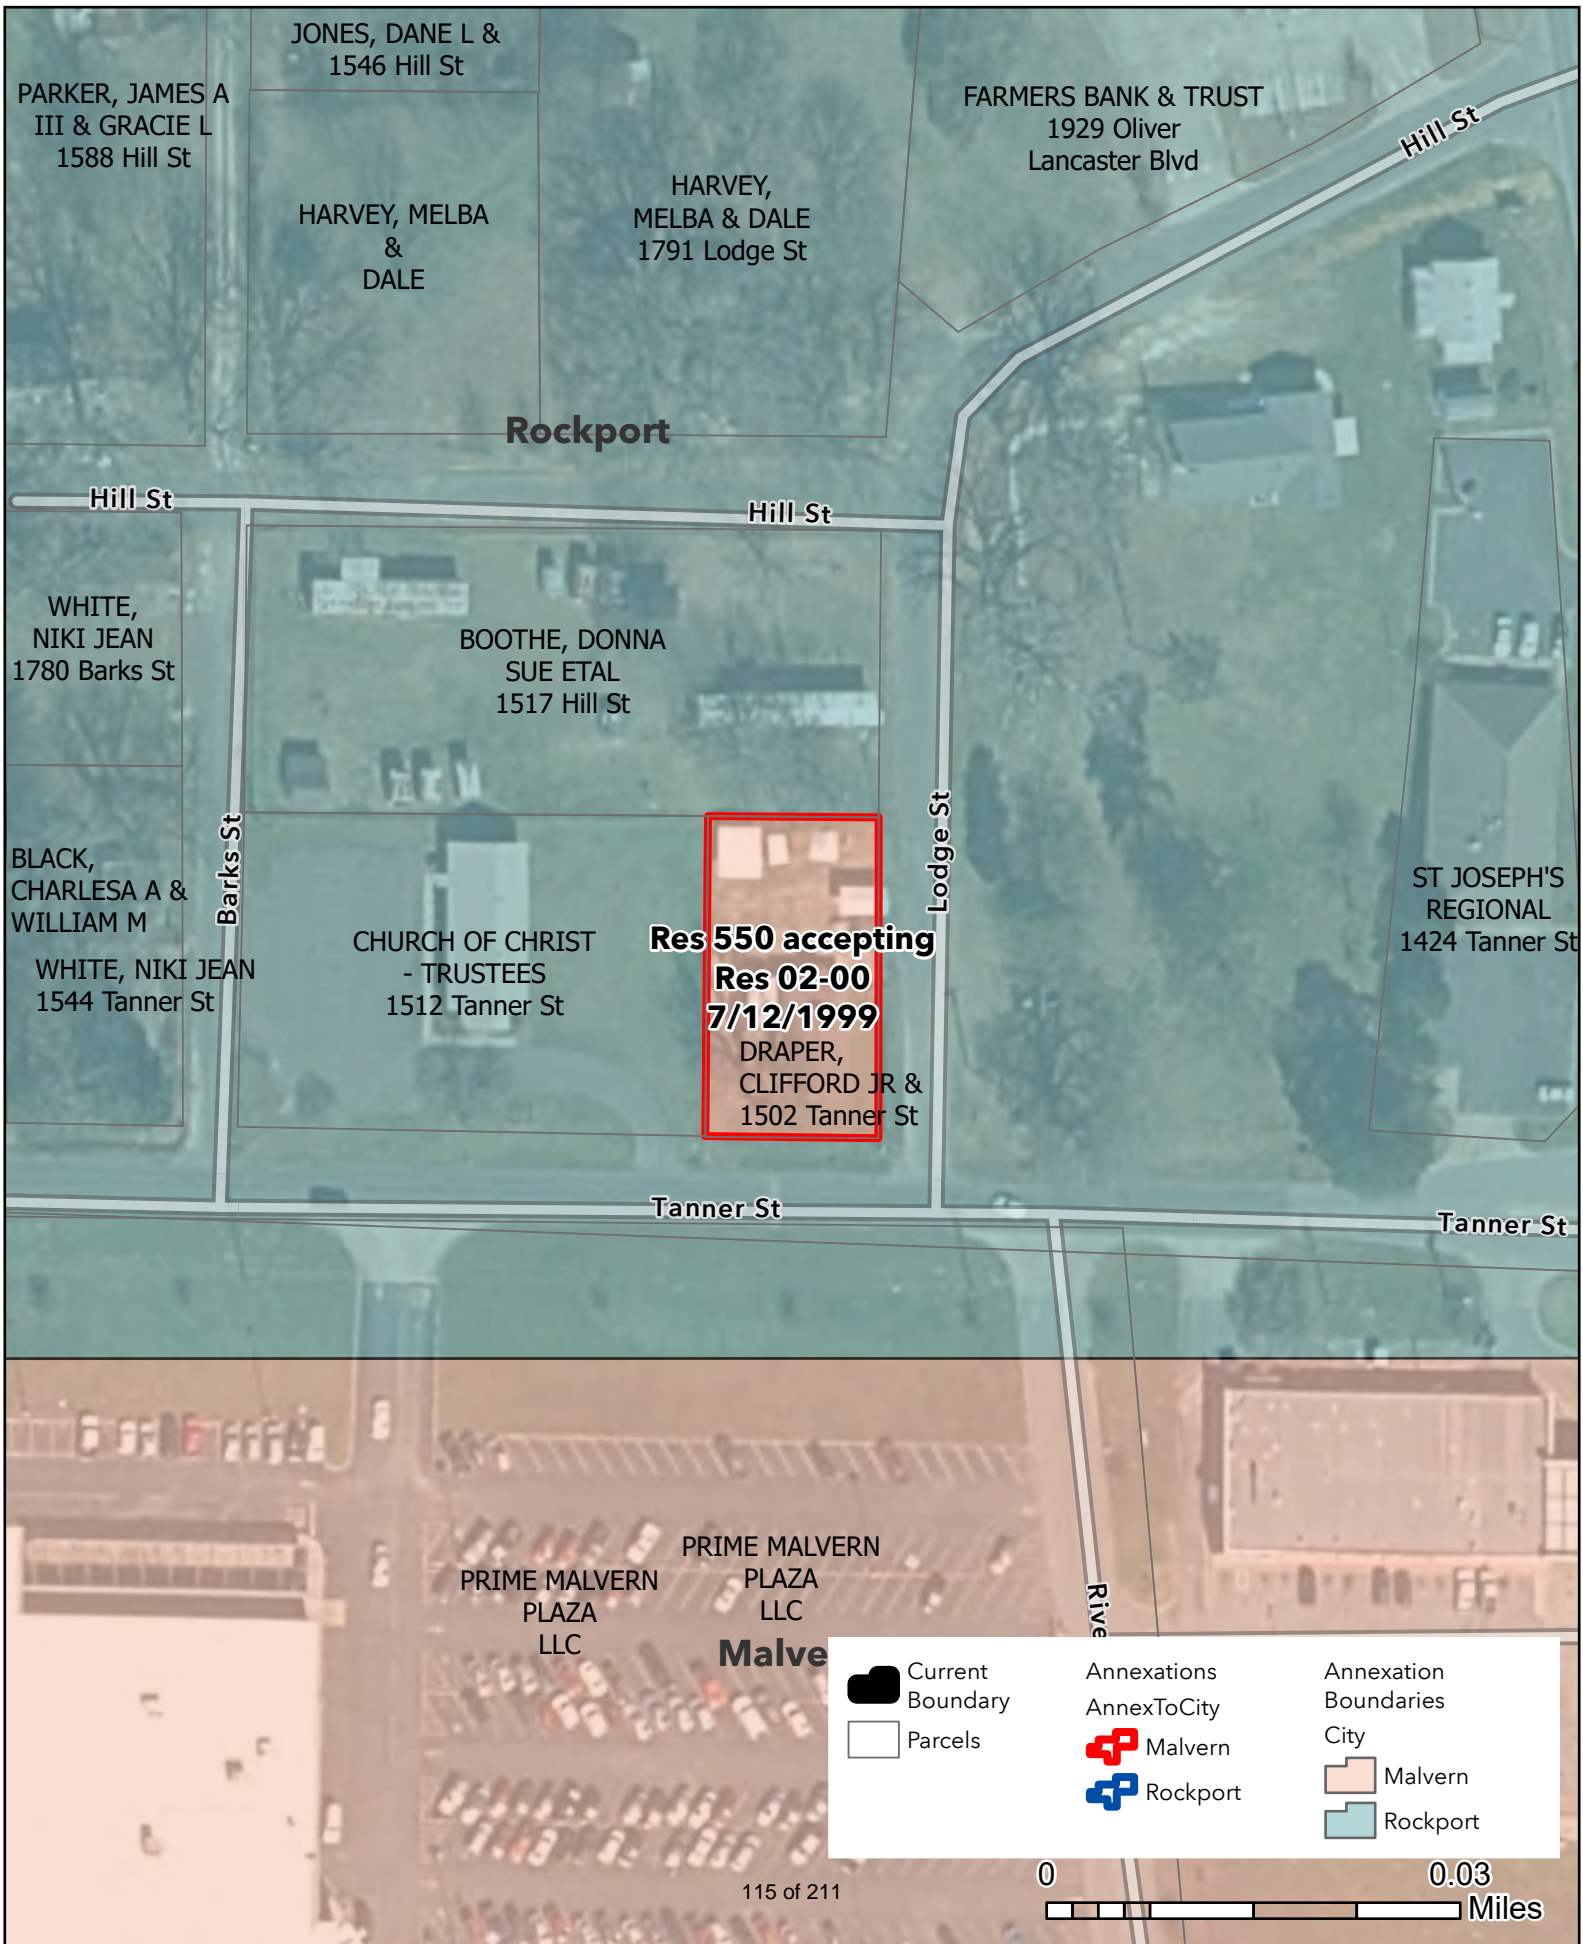 JONES, DANE L &
1546 Hill St
PARKER, JAMES A
III & GRACIE L
1588 Hill St
FARMERS BANK & TRUST
1929 Oliver
Lancaster Blvd
Hill St
HARVEY, MELBA
&
DALE
HARVEY,
MELBA & DALE
1791 Lodge St
Rockport
Hill St
Hill St
WHITE,
NIKI JEAN
1780 Barks St
BOOTHE, DONNA
SUE ETAL
1517 Hill St
Barks St
Lodge St
BLACK,
CHARLESA A &
WILLIAM M
WHITE, NIKI JEAN
1544 Tanner St
CHURCH OF CHRIST
- TRUSTEES
1512 Tanner St
Res 550 accepting
Res 02-00
7/12/1999
DRAPER,
CLIFFORD JR &
1502 Tanner St
ST JOSEPH'S
REGIONAL
1424 Tanner St
Tanner St
Tanner St
PRIME MALVERN
PLAZA
LLC
PRIME MALVERN
PLAZA
LLC
Malve
Rive
Current
Boundary
Parcels
Annexations
AnnexToCity
Malvern
Rockport
Annexation
Boundaries
City
Malvern
Rockport
115 of 211
0 0.03
Miles